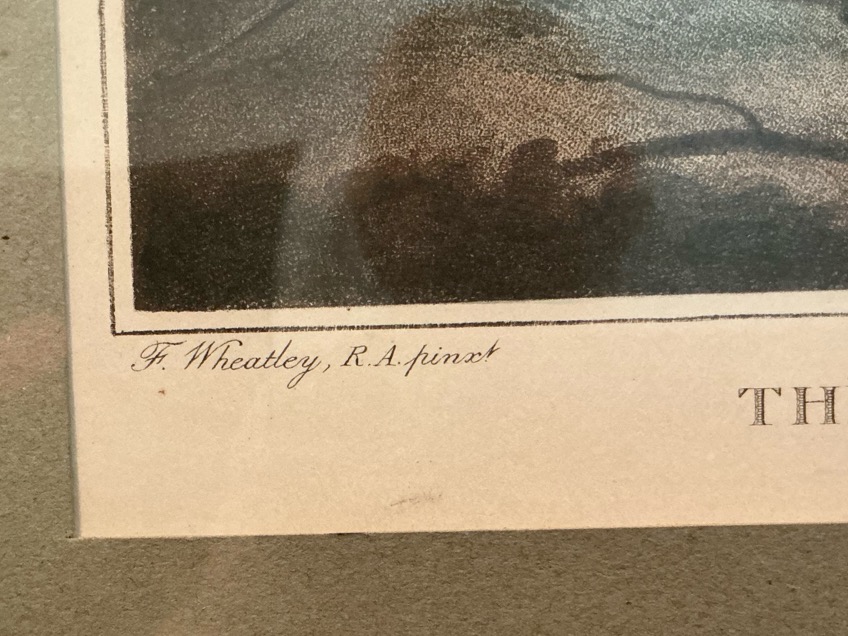 F. Wheatley, R.A. pinxt
TH